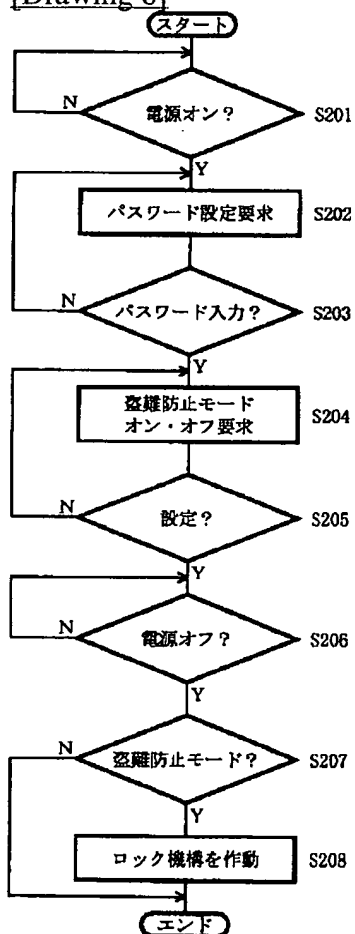 スタート
電源オン?
N
S201
Y
パスワード設定要求
S202
パスワード入力?
N
S203
Y
盗難防止モード
オン・オフ要求
S204
設定?
N
S205
Y
電源オフ?
N
S206
Y
盗難防止モード?
N
S207
Y
ロック機構を作動
S208
エンド